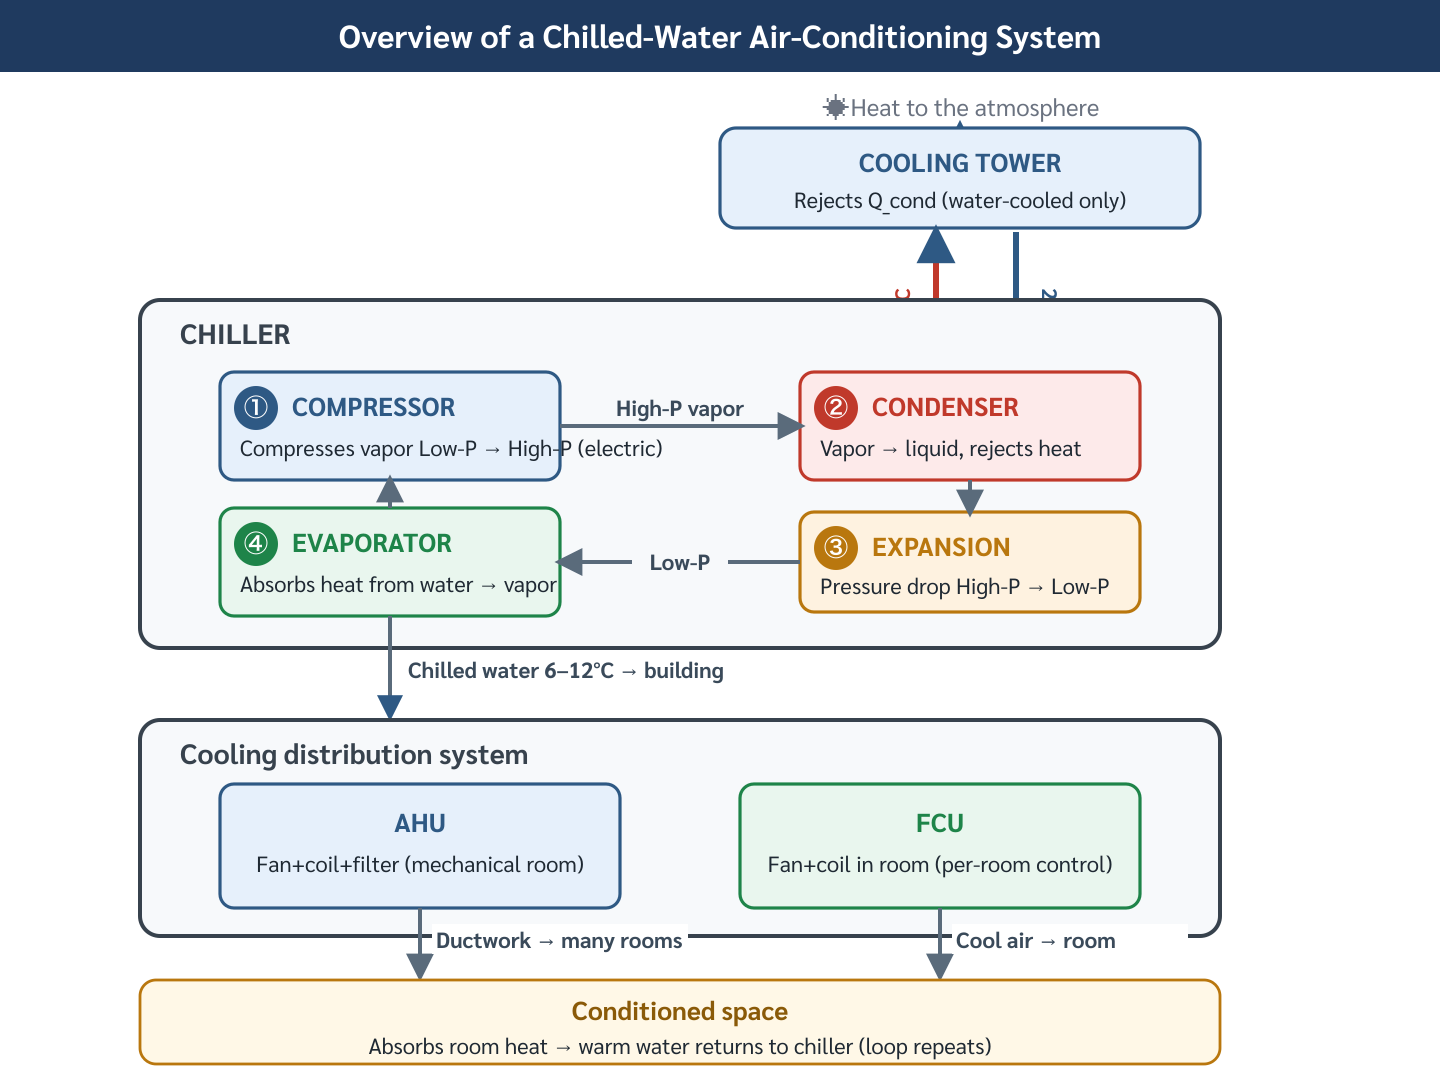 Overview of a Chilled-Water Air-Conditioning System
Heat to the atmosphere
COOLING TOWER
Rejects Q_cond (water-cooled only)
CHILLER
① COMPRESSOR
Compresses vapor Low-P → High-P (electric)
High-P vapor
② CONDENSER
Vapor → liquid, rejects heat
④ EVAPORATOR
Absorbs heat from water → vapor
Low-P
③ EXPANSION
Pressure drop High-P → Low-P
Chilled water 6–12°C → building
Cooling distribution system
AHU
Fan+coil+filter (mechanical room)
FCU
Fan+coil in room (per-room control)
Ductwork → many rooms
Cool air → room
Conditioned space
Absorbs room heat → warm water returns to chiller (loop repeats)